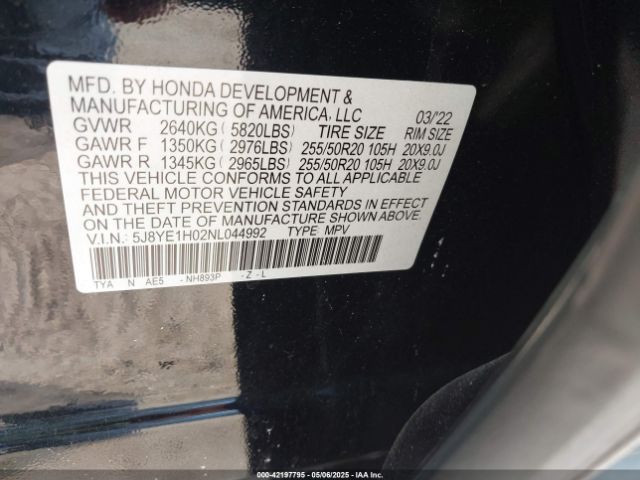 MFD. BY HONDA DEVELOPMENT &
MANUFACTURING OF AMERICA, LLC 03/'22
GVWR 2640KG ( 5820LBS) TIRE SIZE RIM SIZE
GAWR F 1350KG ( 2976LBS) 255/50R20 105H 20X9.0J
GAWR R 1345KG ( 2965LBS) 255/50R20 105H 20X9.0J
THIS VEHICLE CONFORMS TO ALL APPLICABLE
FEDERAL MOTOR VEHICLE SAFETY
AND THEFT PREVENTION STANDARDS IN EFFECT
ON THE DATE OF MANUFACTURE SHOWN ABOVE.
V.I.N.: 5J8YE1H02NL044992 TYPE: MPV
TYA N AE5 - NH893P - Z - L
000-42197795 - 05/06/2025 - IAA Inc.